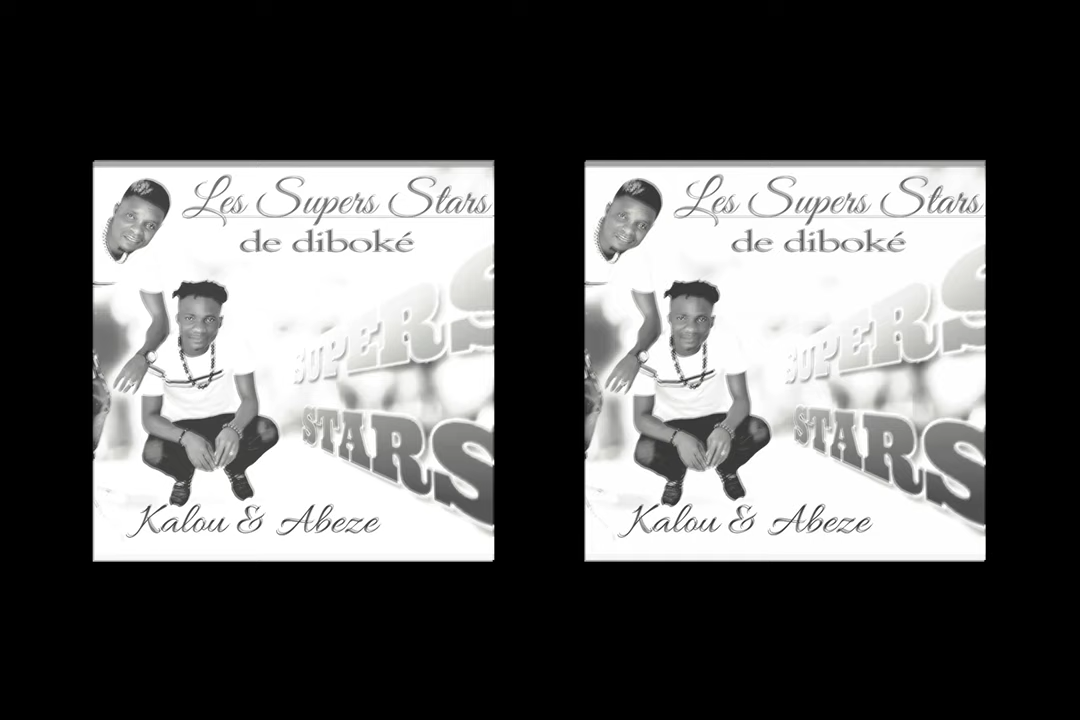 Les Supers Stars
de diboké
SUPERS
STARS
Kalou & Abeze
Les Supers Stars
de diboké
SUPERS
STARS
Kalou & Abeze